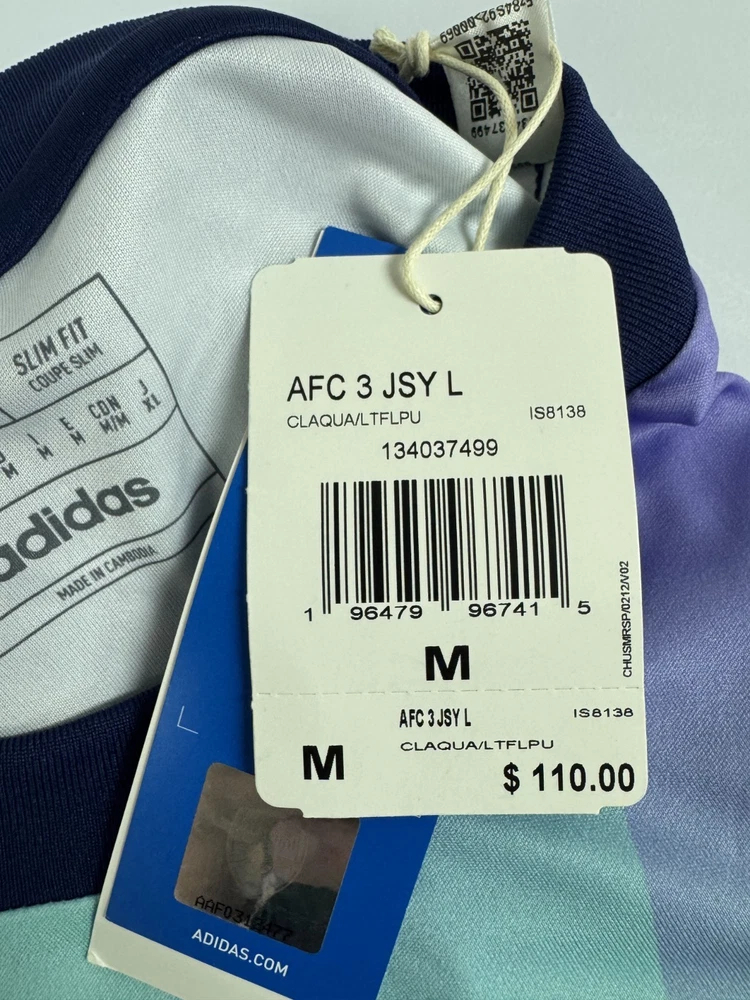 SLIM FIT
COUPE SLIM
CDN
M/M
J
XL
adidas
MADE IN CAMBODIA
AFC 3 JSY L
CLAQUA/LTFLPU IS8138
134037499
1 96479 96741 5
M
CHUSMRSP/0212/V02
AFC 3 JSY L IS8138
M CLAQUA/LTFLPU
$ 110.00
ADIDAS.COM